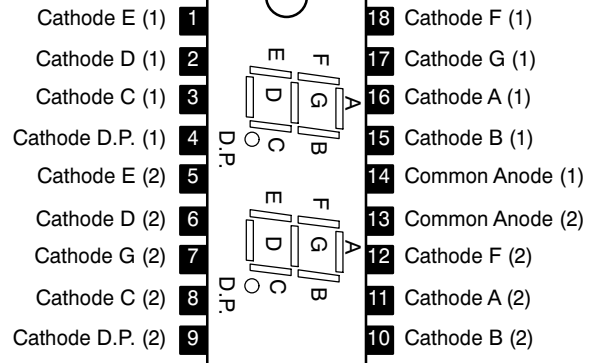 Cathode E (1) 1
18 Cathode F (1)
Cathode D (1) 2
17 Cathode G (1)
Cathode C (1) 3
16 Cathode A (1)
Cathode D.P. (1) 4
15 Cathode B (1)
Cathode E (2) 5
14 Common Anode (1)
Cathode D (2) 6
13 Common Anode (2)
Cathode G (2) 7
12 Cathode F (2)
Cathode C (2) 8
11 Cathode A (2)
Cathode D.P. (2) 9
10 Cathode B (2)
E
F
D
G
A
D.P.
C
B
E
F
D
G
A
D.P.
C
B